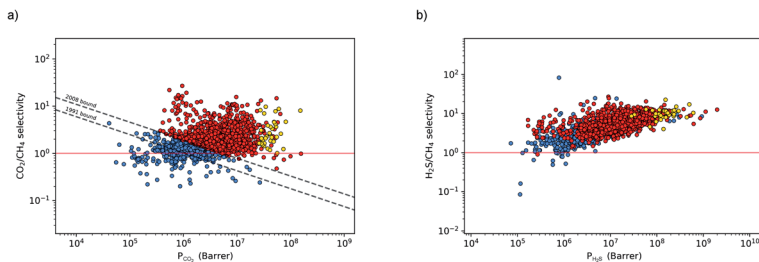 a)
b)
CO₂/CH₄ selectivity
10²
10¹
10⁰
10⁻¹
2008 bound
1991 bound
10⁴ 10⁵ 10⁶ 10⁷ 10⁸ 10⁹
P_CO₂ (Barrer)
H₂S/CH₄ selectivity
10²
10¹
10⁰
10⁻¹
10⁻²
10⁴ 10⁵ 10⁶ 10⁷ 10⁸ 10⁹ 10¹⁰
P_H₂S (Barrer)